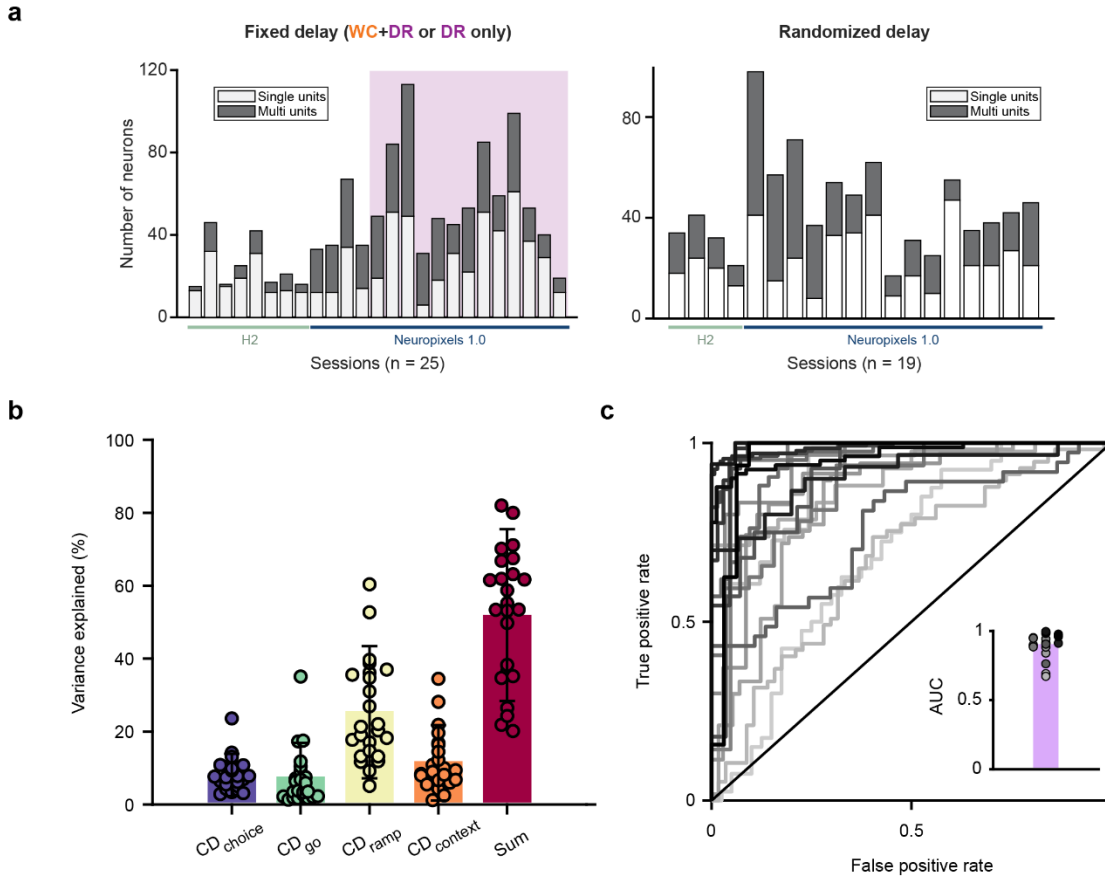 a
Fixed delay (WC+DR or DR only)
Randomized delay
Number of neurons
120
80
40
0
Single units
Multi units
H2
Neuropixels 1.0
Sessions (n = 25)
80
40
0
Single units
Multi units
H2
Neuropixels 1.0
Sessions (n = 19)
b
Variance explained (%)
100
80
60
40
20
0
CD choice
CD go
CD ramp
CD context
Sum
c
True positive rate
1
0.5
0
0
0.5
False positive rate
AUC
1
0.5
0